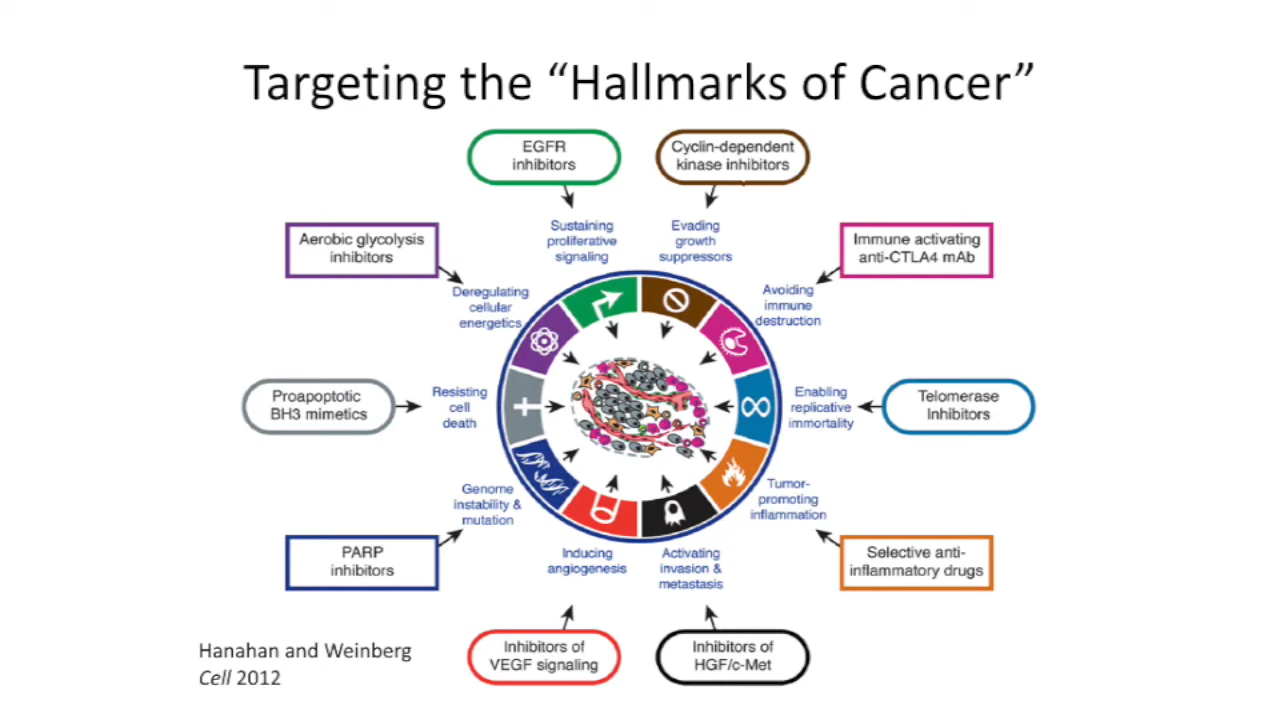 Targeting the “Hallmarks of Cancer”
EGFR
inhibitors
Cyclin-dependent
kinase inhibitors
Sustaining
proliferative
signaling
Evading
growth
suppressors
Aerobic glycolysis
inhibitors
Immune activating
anti-CTLA4 mAb
Deregulating
cellular
energetics
Avoiding
immune
destruction
Proapoptotic
BH3 mimetics
Resisting
cell
death
Enabling
replicative
immortality
Telomerase
Inhibitors
Genome
instability &
mutation
Tumor-
promoting
inflammation
PARP
inhibitors
Inducing
angiogenesis
Activating
invasion &
metastasis
Selective anti-
inflammatory drugs
Inhibitors of
VEGF signaling
Inhibitors of
HGF/c-Met
Hanahan and Weinberg
Cell 2012